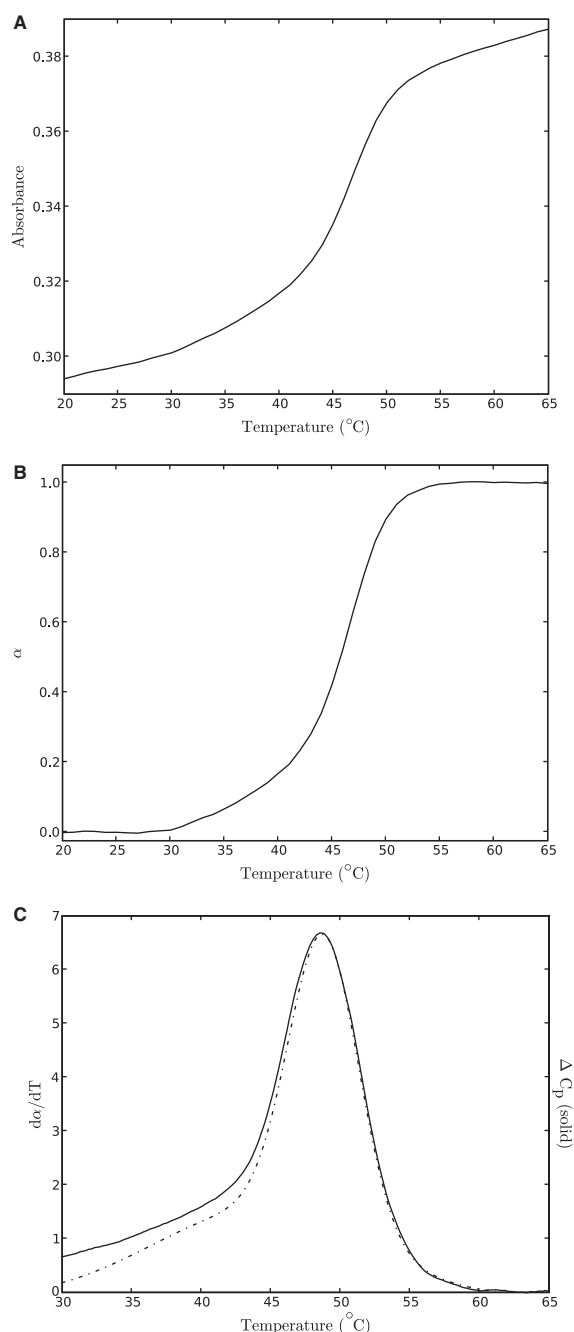 A
0.38
0.36
0.34
0.32
0.30
Absorbance
20 25 30 35 40 45 50 55 60 65
Temperature (°C)
B
1.0
0.8
0.6
0.4
0.2
0.0
α
20 25 30 35 40 45 50 55 60 65
Temperature (°C)
C
7
6
5
4
3
2
1
0
dα/dT
Δ Cp (solid)
30 35 40 45 50 55 60 65
Temperature (°C)